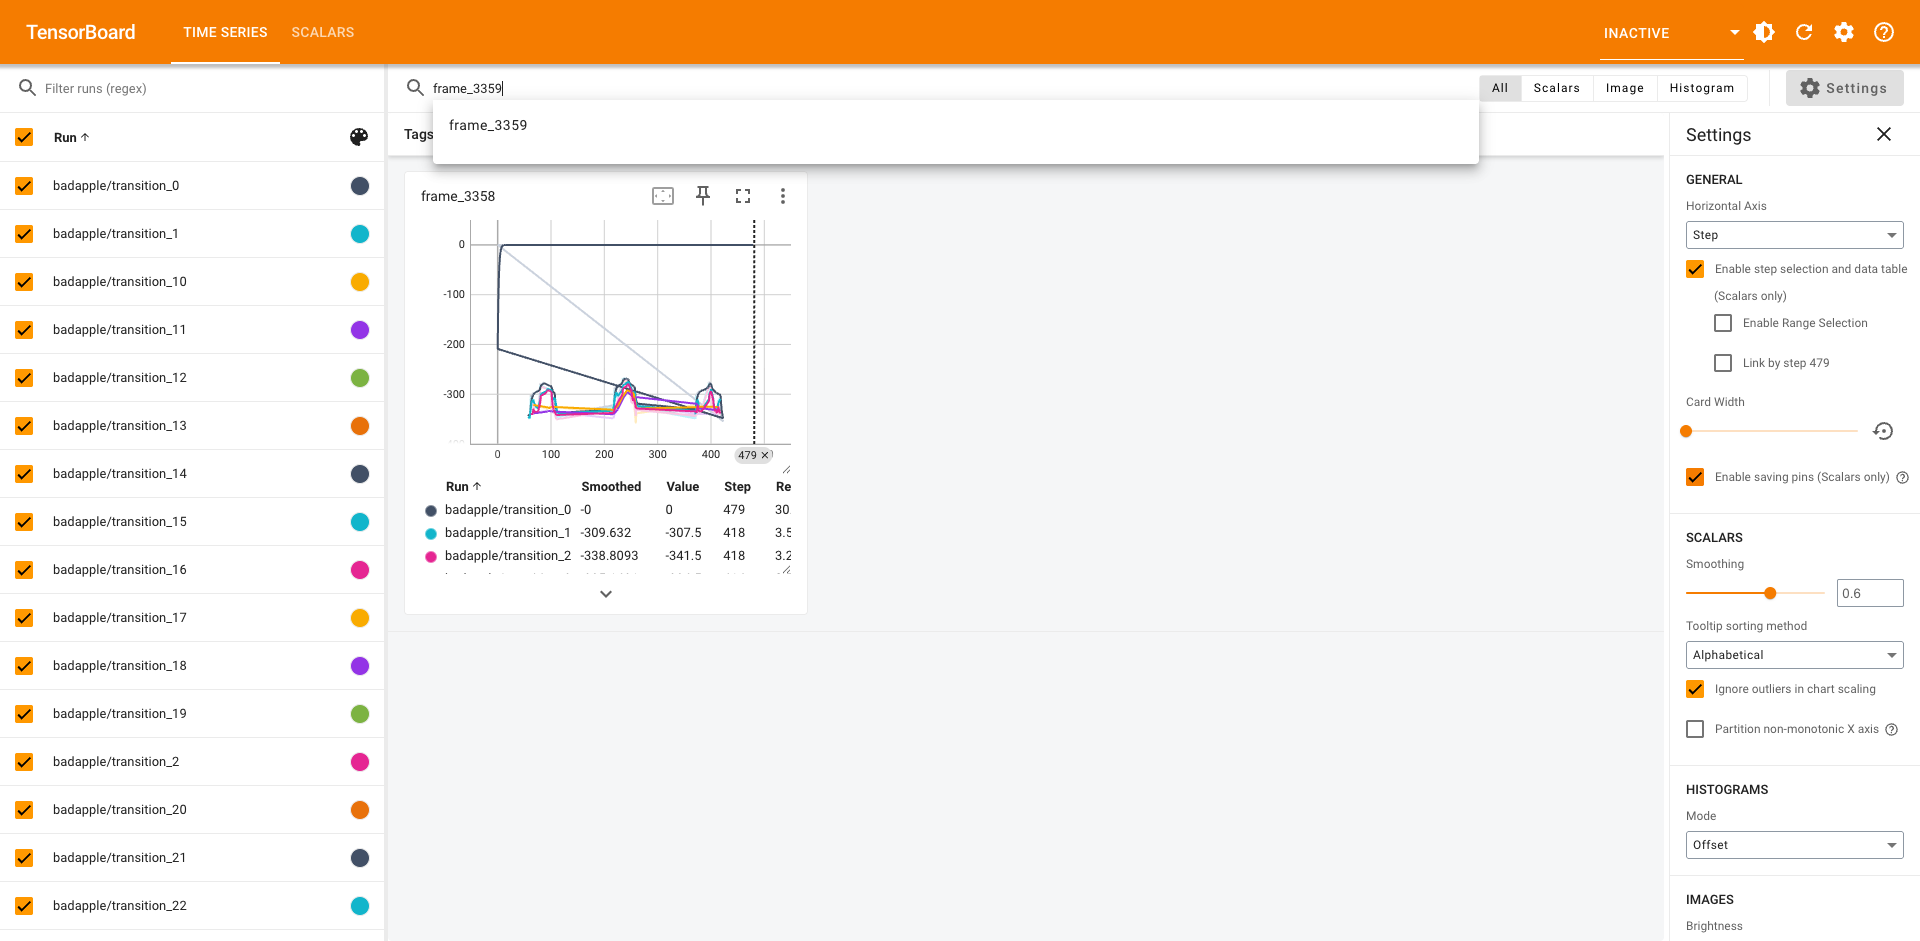 TensorBoard
TIME SERIES
SCALARS
INACTIVE
Filter runs (regex)
frame_3359
All
Scalars
Image
Histogram
Settings
frame_3359
Tags
Run
badapple/transition_0
badapple/transition_1
badapple/transition_10
badapple/transition_11
badapple/transition_12
badapple/transition_13
badapple/transition_14
badapple/transition_15
badapple/transition_16
badapple/transition_17
badapple/transition_18
badapple/transition_19
badapple/transition_2
badapple/transition_20
badapple/transition_21
badapple/transition_22
frame_3358
0
-100
-200
-300
0 100 200 300 400 479
Run Smoothed Value Step Re
badapple/transition_0 -0 0 479 30.
badapple/transition_1 -309.632 -307.5 418 3.5
badapple/transition_2 -338.8093 -341.5 418 3.2
Settings
GENERAL
Horizontal Axis
Step
Enable step selection and data table
(Scalars only)
Enable Range Selection
Link by step 479
Card Width
Enable saving pins (Scalars only)
SCALARS
Smoothing
0.6
Tooltip sorting method
Alphabetical
Ignore outliers in chart scaling
Partition non-monotonic X axis
HISTOGRAMS
Mode
Offset
IMAGES
Brightness